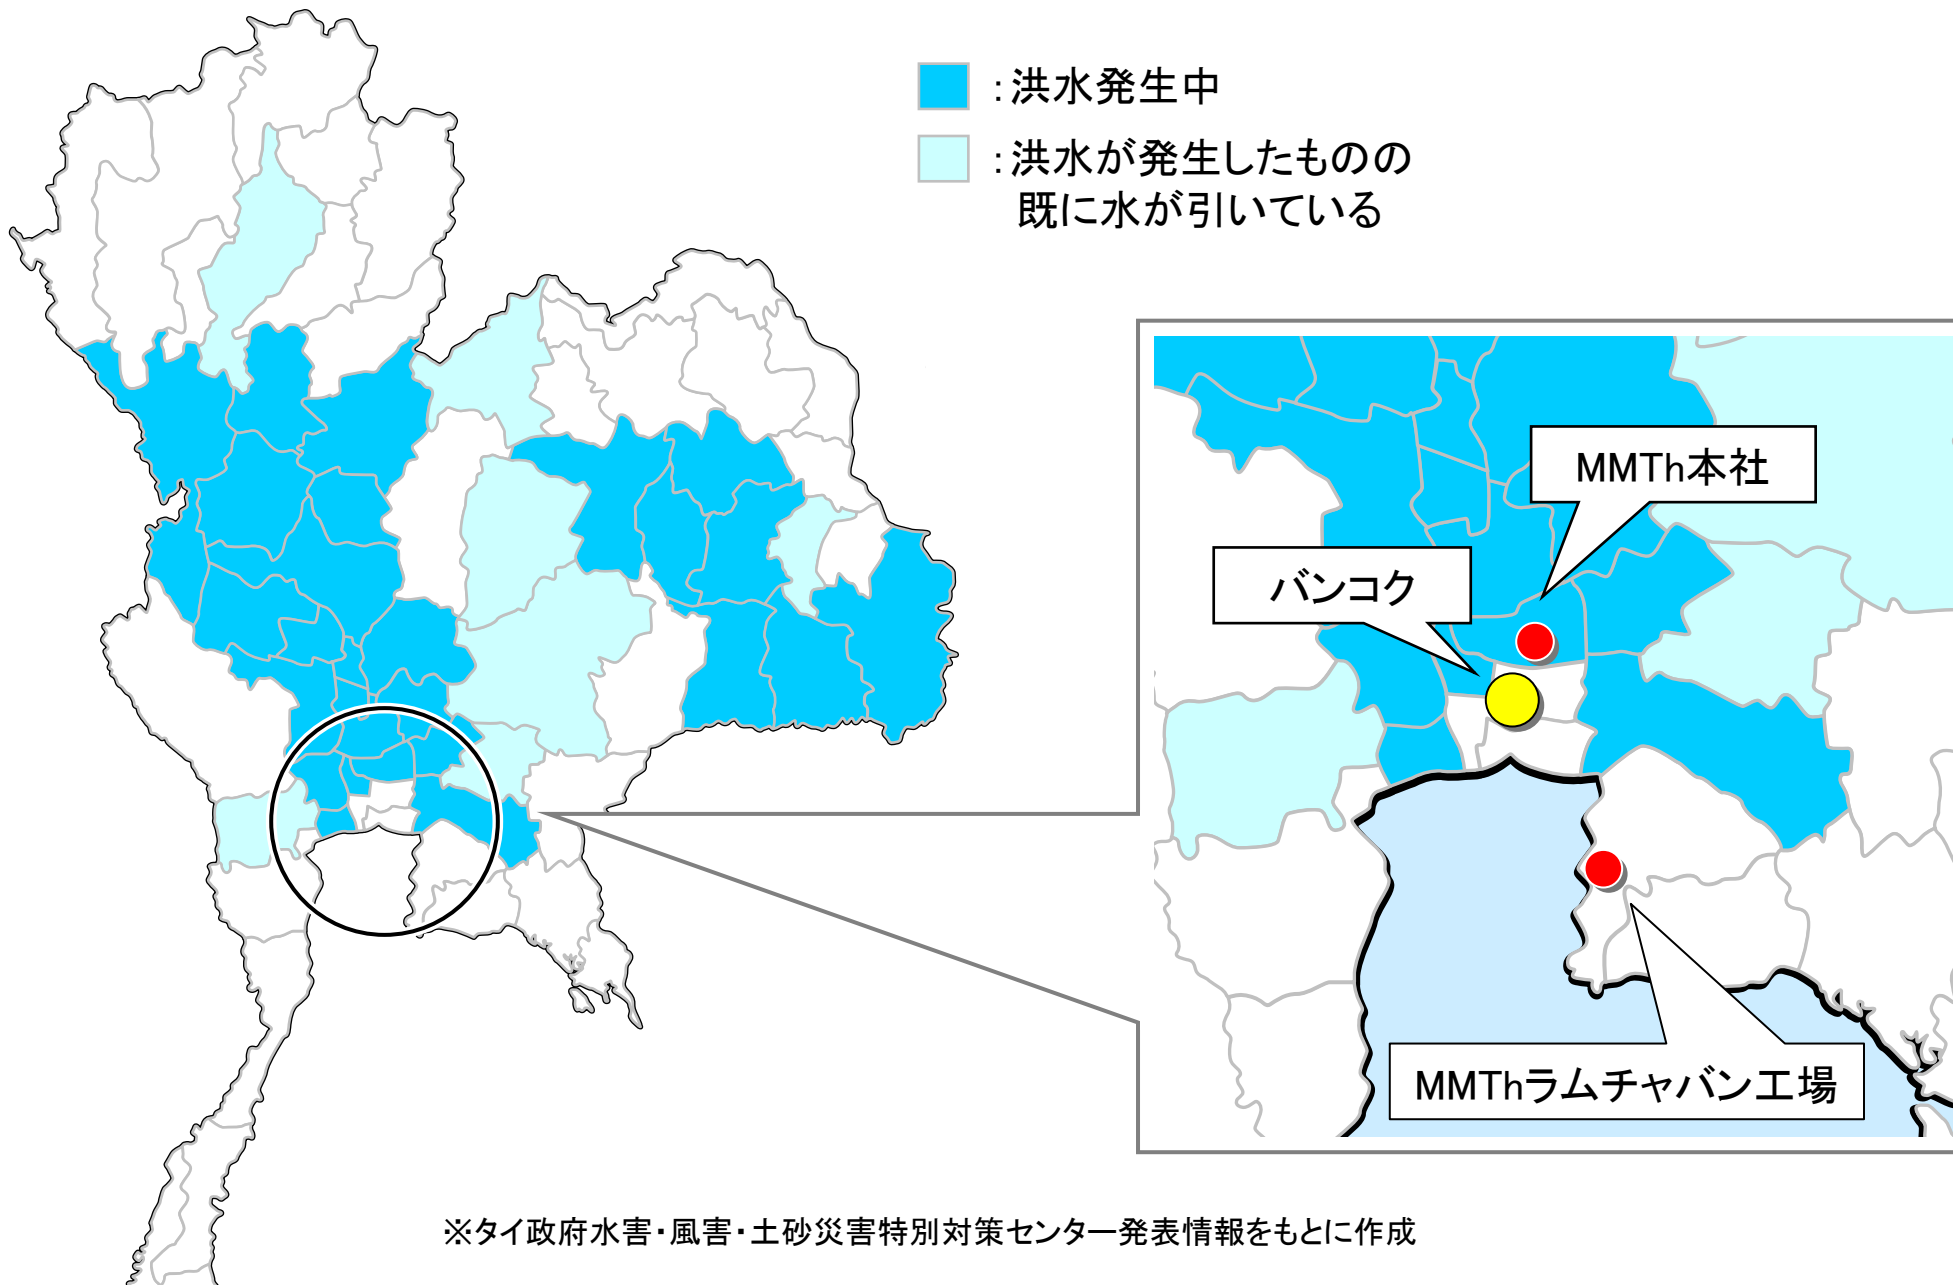 ：洪水発生中
：洪水が発生したものの
既に水が引いている
MMTh本社
バンコク
MMThラムチャバン工場
※タイ政府水害・風害・土砂災害特別対策センター発表情報をもとに作成